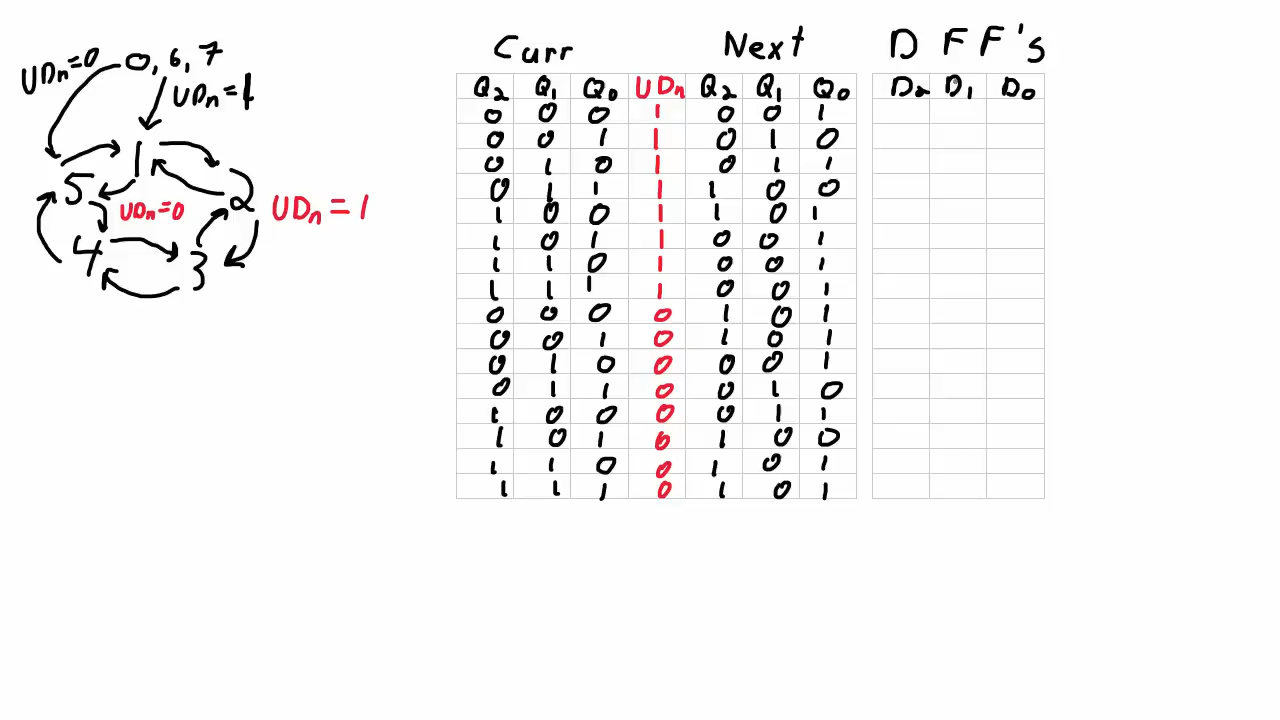 UDn=0 0, 6, 7
UDn=1
1
5 2
UDn=0 UDn = 1
4 3
Curr Next D F F's
Q2 Q1 Q0 UDn Q2 Q1 Q0 D2 D1 D0
0 0 0 1 0 0 1
0 0 1 1 0 1 0
0 1 0 1 0 1 1
0 1 1 1 1 0 0
1 0 0 1 1 0 1
1 0 1 1 0 0 1
1 1 0 1 0 0 1
1 1 1 1 0 0 1
0 0 0 0 1 0 1
0 0 1 0 1 0 1
0 1 0 0 0 0 1
0 1 1 0 0 1 0
1 0 0 0 0 1 1
1 0 1 0 1 0 0
1 1 0 0 1 0 1
1 1 1 0 1 0 1